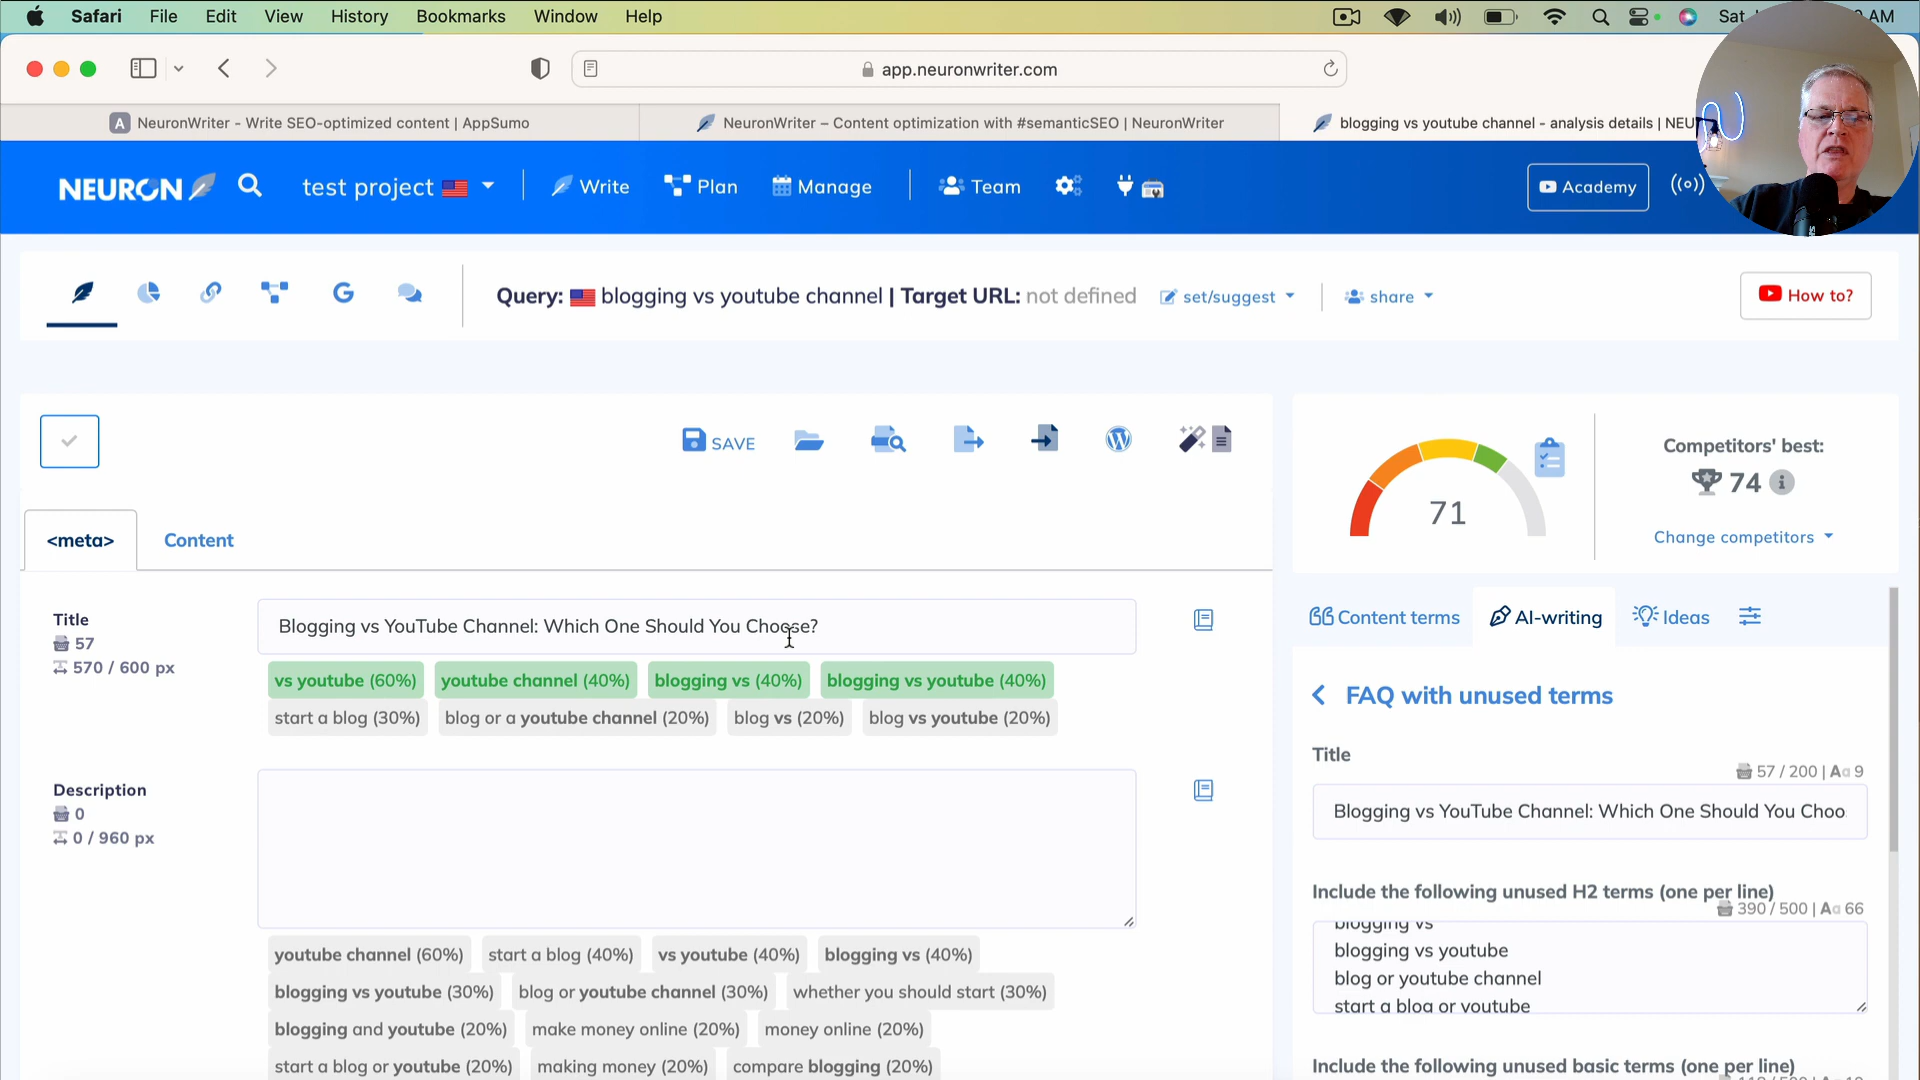 Safari File Edit View History Bookmarks Window Help Sat AM
app.neuronwriter.com
A NeuronWriter - Write SEO-optimized content | AppSumo
NeuronWriter – Content optimization with #semanticSEO | NeuronWriter
blogging vs youtube channel - analysis details | NEU
NEURON test project Write Plan Manage Team Academy
Query: blogging vs youtube channel | Target URL: not defined set/suggest share How to?
SAVE
71
Competitors' best:
74
Change competitors
<meta> Content
Title
57
570 / 600 px
Blogging vs YouTube Channel: Which One Should You Choose?
vs youtube (60%) youtube channel (40%) blogging vs (40%) blogging vs youtube (40%)
start a blog (30%) blog or a youtube channel (20%) blog vs (20%) blog vs youtube (20%)
Description
0
0 / 960 px
youtube channel (60%) start a blog (40%) vs youtube (40%) blogging vs (40%)
blogging vs youtube (30%) blog or youtube channel (30%) whether you should start (30%)
blogging and youtube (20%) make money online (20%) money online (20%)
start a blog or youtube (20%) making money (20%) compare blogging (20%)
Content terms AI-writing Ideas
FAQ with unused terms
Title
57 / 200 | Aa 9
Blogging vs YouTube Channel: Which One Should You Choo
Include the following unused H2 terms (one per line)
390 / 500 | Aa 66
blogging vs
blogging vs youtube
blog or youtube channel
start a blog or youtube
Include the following unused basic terms (one per line)